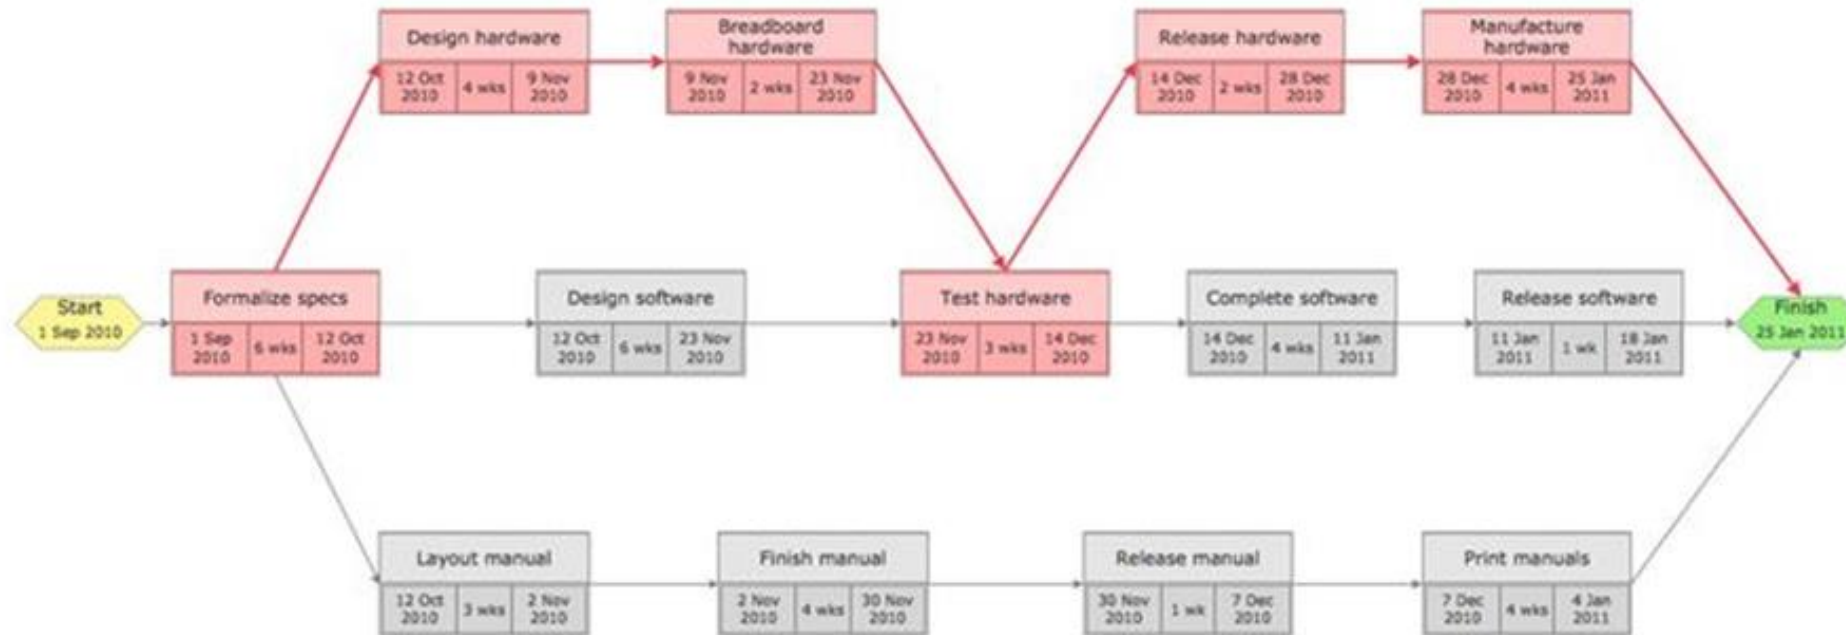 Design hardware
12 Oct 2010
4 wks
9 Nov 2010
Breadboard hardware
9 Nov 2010
2 wks
23 Nov 2010
Release hardware
14 Dec 2010
2 wks
28 Dec 2010
Manufacture hardware
28 Dec 2010
4 wks
25 Jan 2011
Start
1 Sep 2010
Formalize specs
1 Sep 2010
6 wks
12 Oct 2010
Design software
12 Oct 2010
6 wks
23 Nov 2010
Test hardware
23 Nov 2010
3 wks
14 Dec 2010
Complete software
14 Dec 2010
4 wks
11 Jan 2011
Release software
11 Jan 2011
1 wk
18 Jan 2011
Finish
25 Jan 2011
Layout manual
12 Oct 2010
3 wks
2 Nov 2010
Finish manual
2 Nov 2010
4 wks
30 Nov 2010
Release manual
30 Nov 2010
1 wk
7 Dec 2010
Print manuals
7 Dec 2010
4 wks
4 Jan 2011